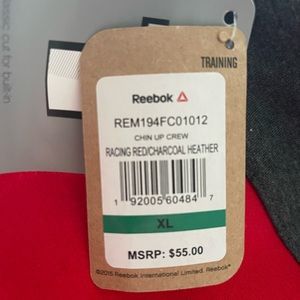 classic cut for built-in
TRAINING
Reebok
REM194FC01012
CHIN UP CREW
RACING RED/CHARCOAL HEATHER
1 92005 60484 7
XL
MSRP: $55.00
©2015 Reebok International Limited. Reebok®